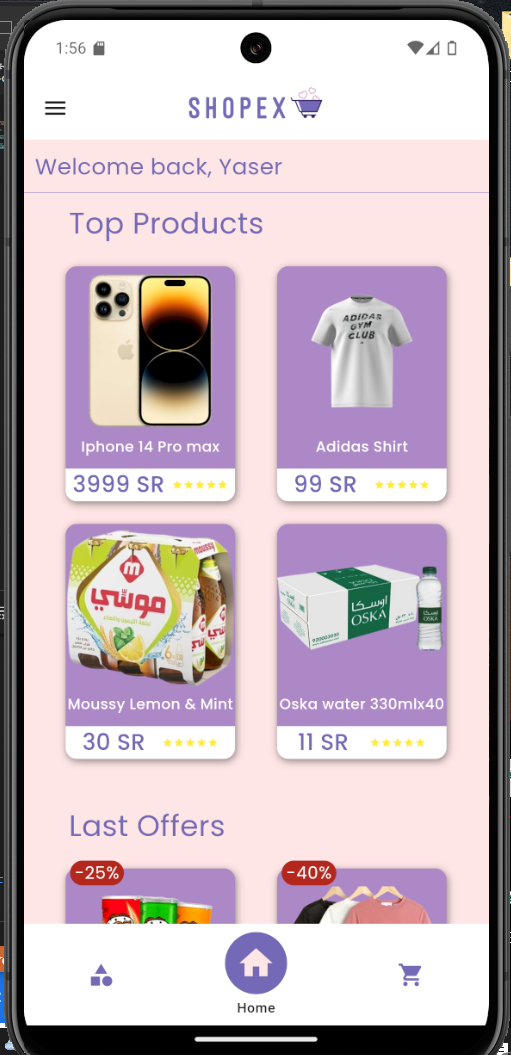 1:56
SHOPEX
Welcome back, Yaser
Top Products
ADIDAS
GYM
CLUB
Iphone 14 Pro max
Adidas Shirt
3999 SR
99 SR
موسي
اوسكا
OSKA
OSKA
Moussy Lemon & Mint
Oska water 330mlx40
30 SR
11 SR
Last Offers
-25%
-40%
Home